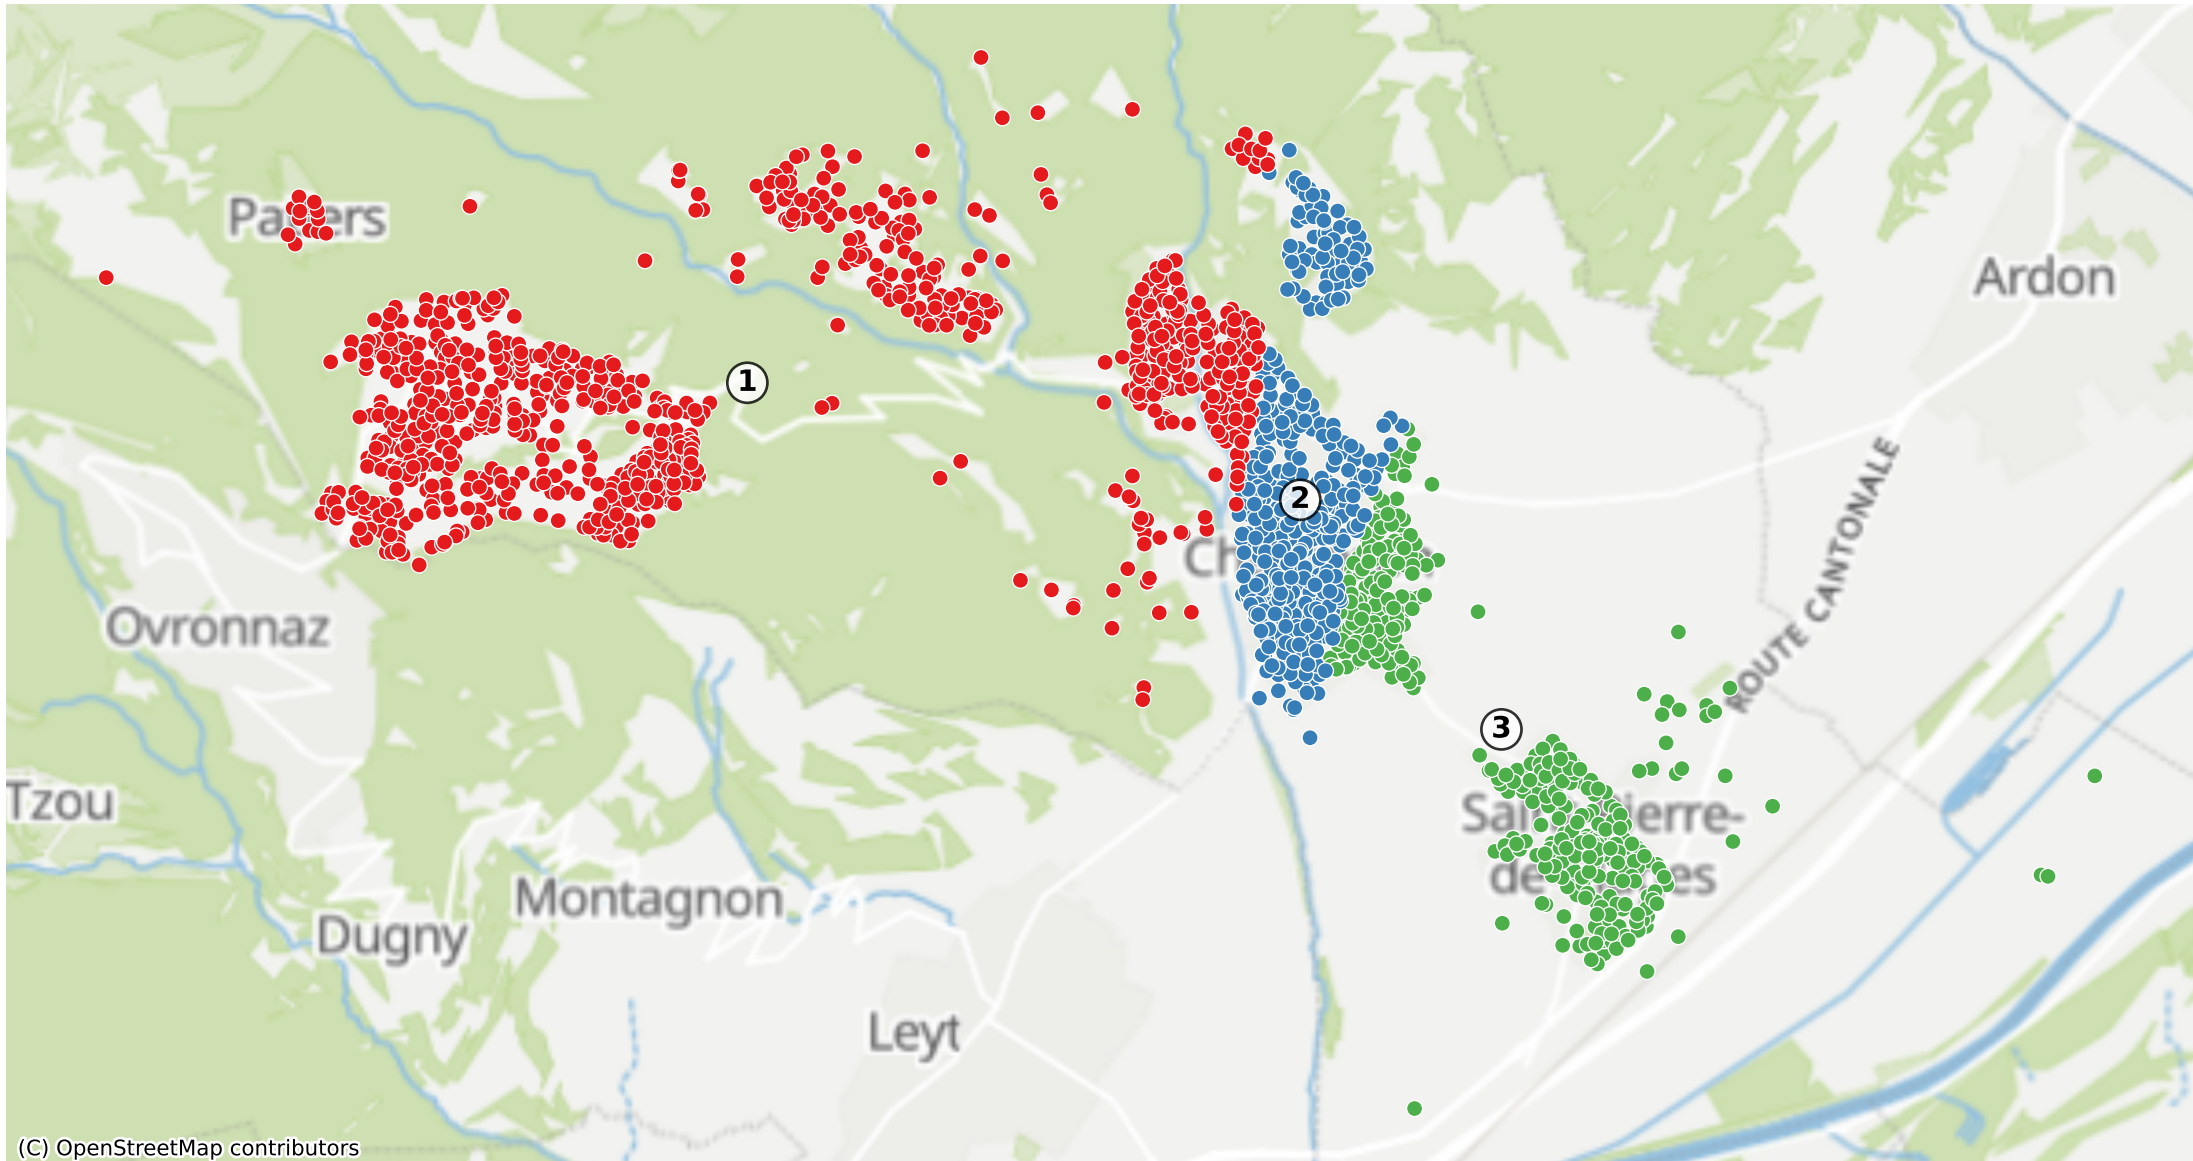 Ardon
1
2
ROUTE CANTONALE
Ovronnaz
3
Tzou
Montagnon
Dugny
Leyt
(C) OpenStreetMap contributors